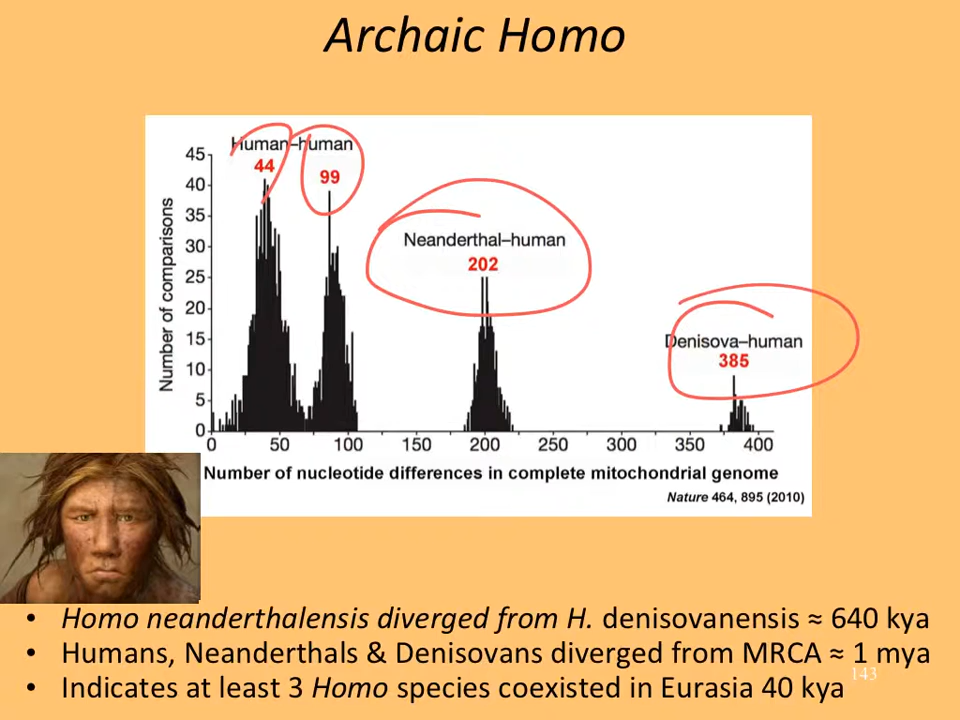 Archaic Homo
Human–human
44
99
Neanderthal–human
202
Denisova–human
385
Number of comparisons
45
40
35
30
25
20
15
10
5
0
0 50 100 150 200 250 300 350 400
Number of nucleotide differences in complete mitochondrial genome
Nature 464, 895 (2010)
• Homo neanderthalensis diverged from H. denisovanensis ≈ 640 kya
• Humans, Neanderthals & Denisovans diverged from MRCA ≈ 1 mya
• Indicates at least 3 Homo species coexisted in Eurasia 40 kya
143